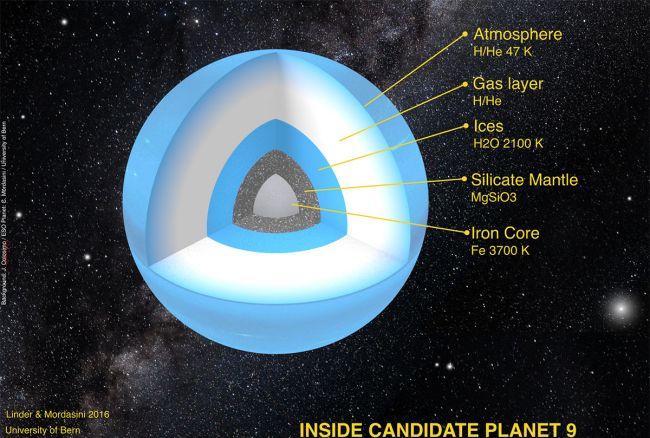 Atmosphere
H/He 47 K
Gas layer
H/He
Ices
H2O 2100 K
Silicate Mantle
MgSiO3
Iron Core
Fe 3700 K
Background: J. Colosimo / ESO Planet: C. Mordasini / University of Bern
Linder & Mordasini 2016
University of Bern
INSIDE CANDIDATE PLANET 9